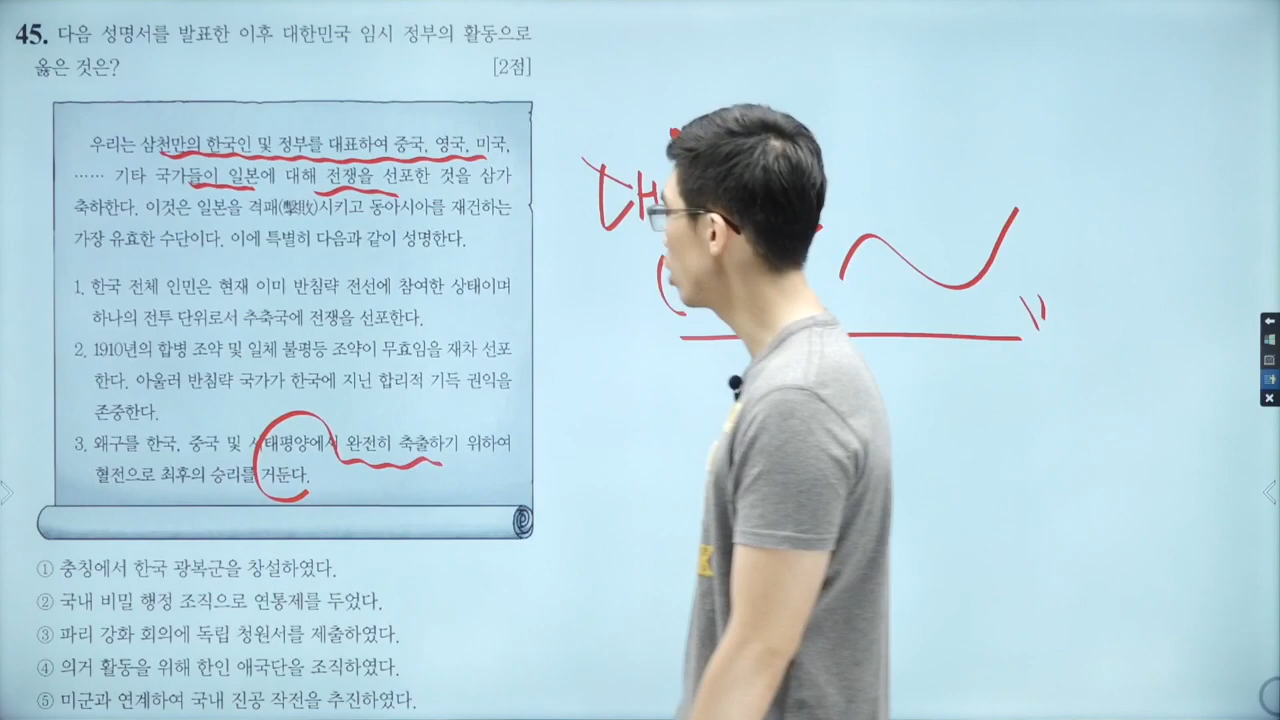 45. 다음 성명서를 발표한 이후 대한민국 임시 정부의 활동으로
옳은 것은? [2점]
우리는 삼천만의 한국인 및 정부를 대표하여 중국, 영국, 미국,
…… 기타 국가들이 일본에 대해 전쟁을 선포한 것을 삼가
축하한다. 이것은 일본을 격패(擊敗)시키고 동아시아를 재건하는
가장 유효한 수단이다. 이에 특별히 다음과 같이 성명한다.
1. 한국 전체 인민은 현재 이미 반침략 전선에 참여한 상태이며
하나의 전투 단위로서 추축국에 전쟁을 선포한다.
2. 1910년의 합병 조약 및 일체 불평등 조약이 무효임을 재차 선포
한다. 아울러 반침략 국가가 한국에 지닌 합리적 기득 권익을
존중한다.
3. 왜구를 한국, 중국 및 서태평양에서 완전히 축출하기 위하여
혈전으로 최후의 승리를 거둔다.
① 충칭에서 한국 광복군을 창설하였다.
② 국내 비밀 행정 조직으로 연통제를 두었다.
③ 파리 강화 회의에 독립 청원서를 제출하였다.
④ 의거 활동을 위해 한인 애국단을 조직하였다.
⑤ 미군과 연계하여 국내 진공 작전을 추진하였다.
대